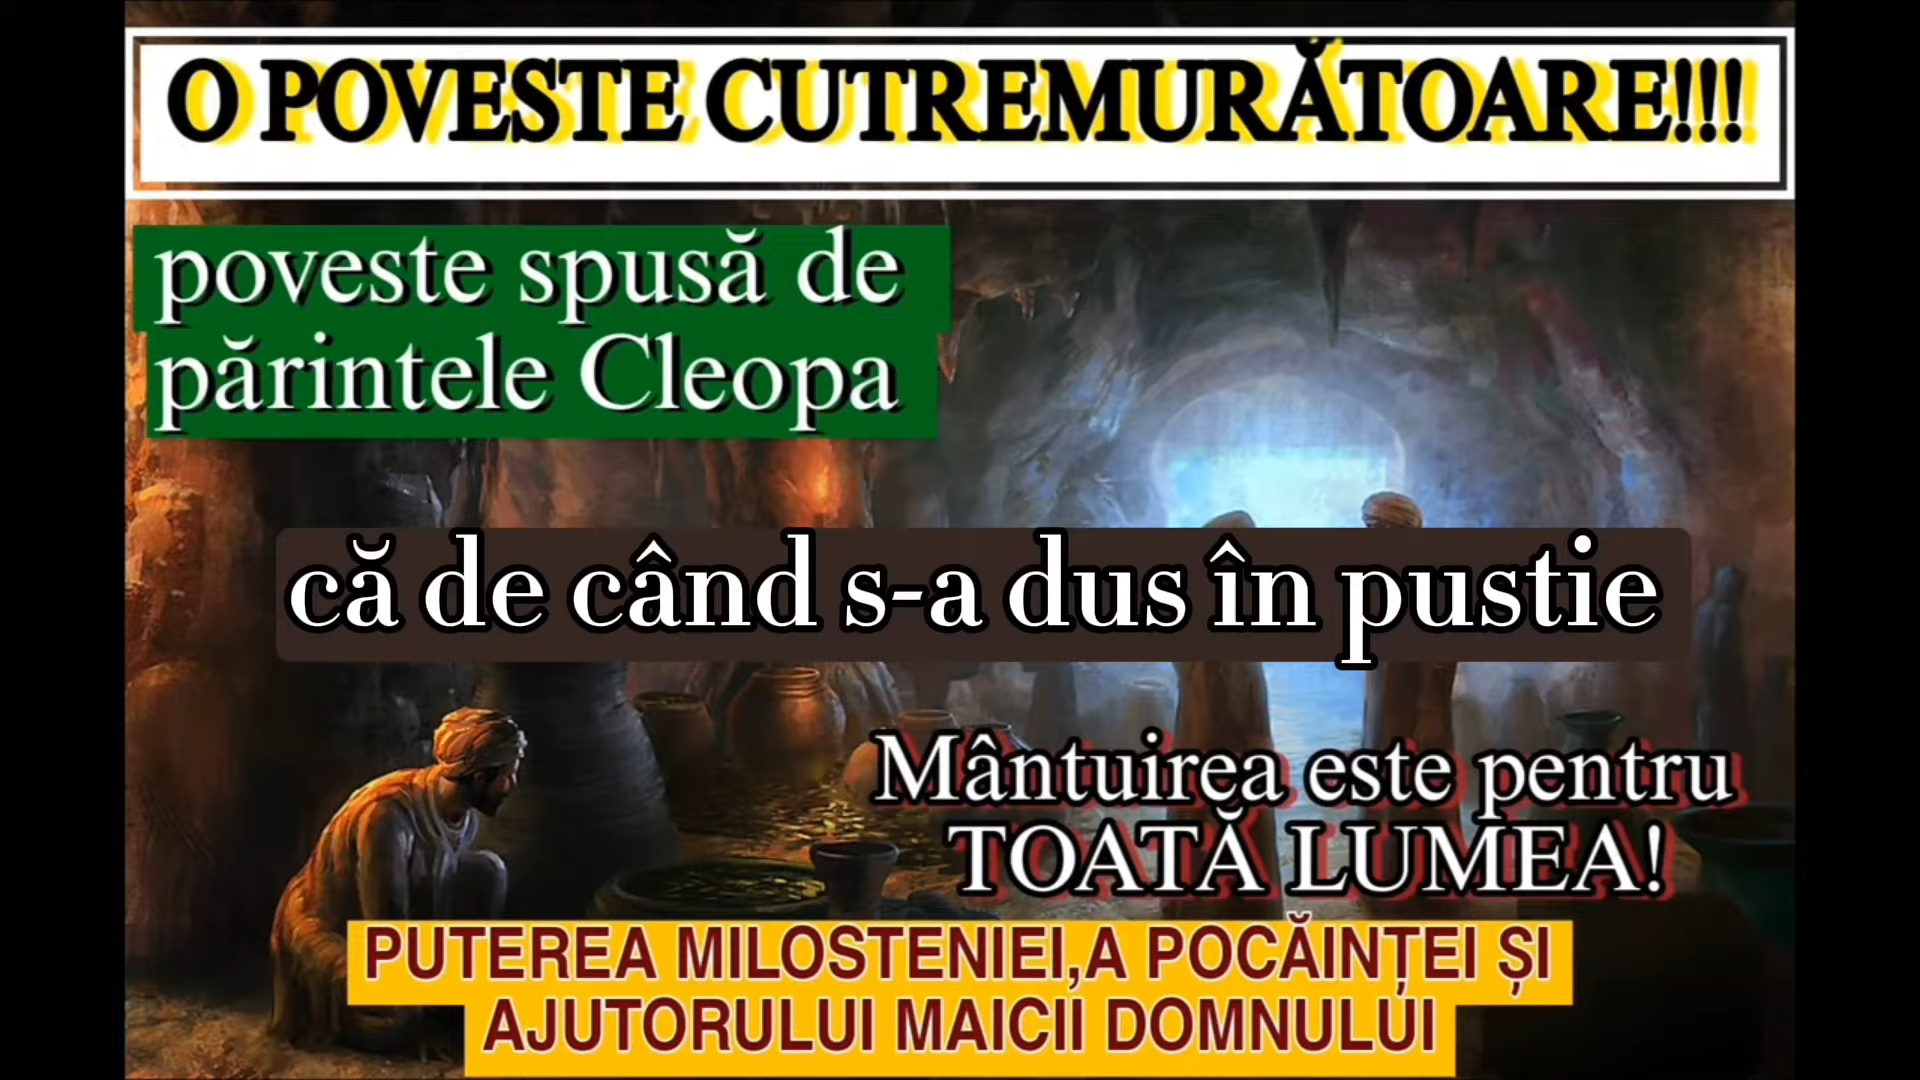 O POVESTE CUTREMURĂTOARE!!!
poveste spusă de
părintele Cleopa
că de când s-a dus în pustie
Mântuirea este pentru
TOATĂ LUMEA!
PUTEREA MILOSTENIEI,A POCĂINȚEI ȘI
AJUTORULUI MAICII DOMNULUI